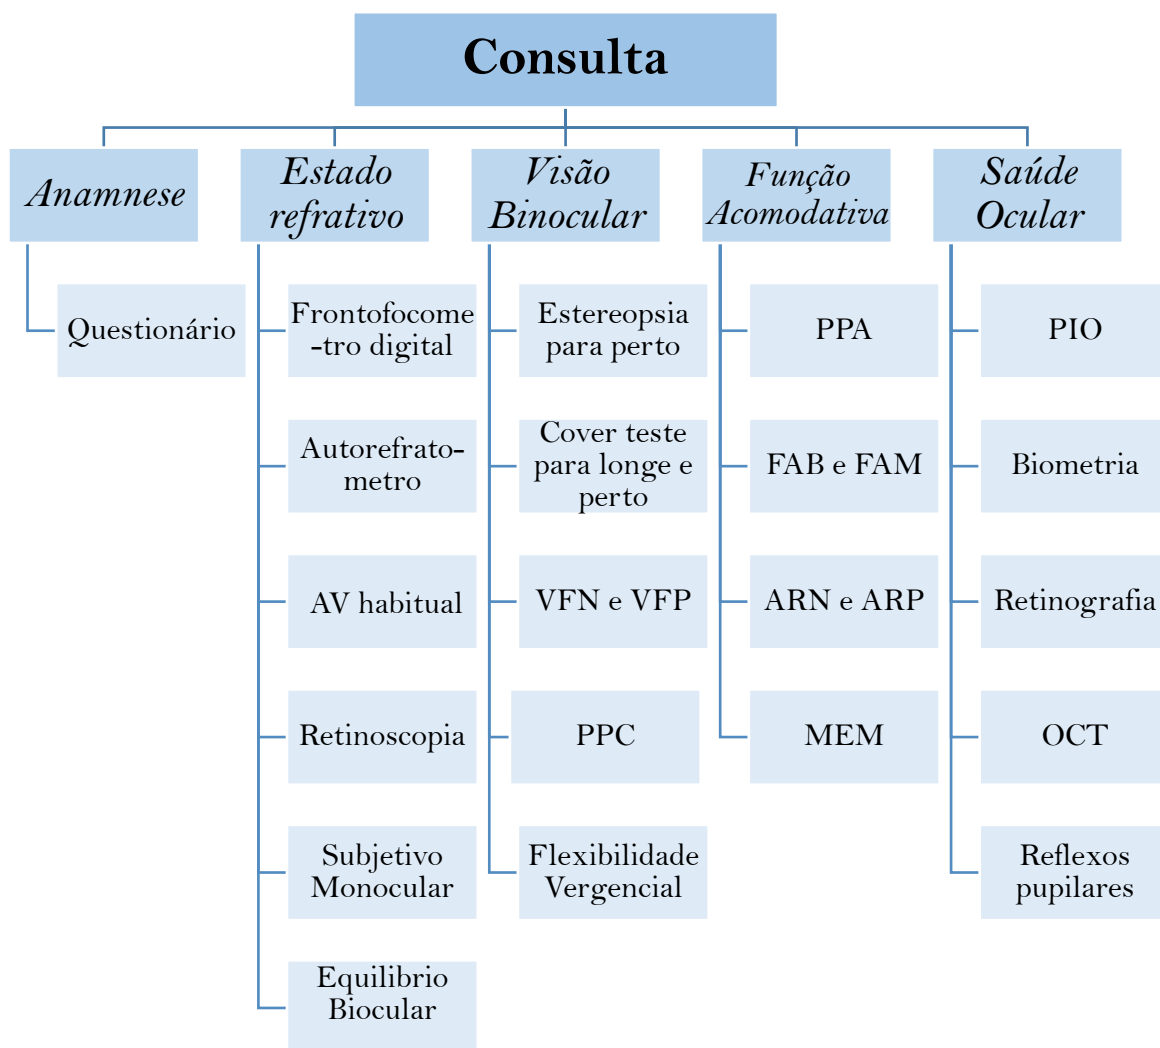 Consulta
Anamnese
Questionário
Estado
refrativo
Frontofocome
-tro digital
Autorefrato-
metro
AV habitual
Retinoscopia
Subjetivo
Monocular
Equilibrio
Biocular
Visão
Binocular
Estereopsia
para perto
Cover teste
para longe e
perto
VFN e VFP
PPC
Flexibilidade
Vergencial
Função
Acomodativa
PPA
FAB e FAM
ARN e ARP
MEM
Saúde
Ocular
PIO
Biometria
Retinografia
OCT
Reflexos
pupilares